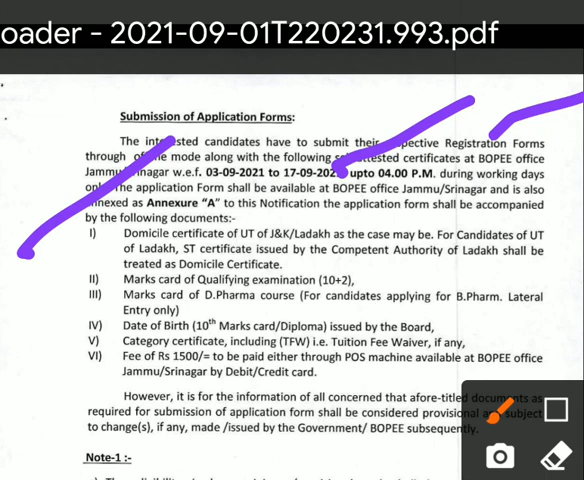 oader - 2021-09-01T220231.993.pdf
Submission of Application Forms:
The interested candidates have to submit their respective Registration Forms
through of the mode along with the following attested certificates at BOPEE office
Jammu/ nagar w.e.f. 03-09-2021 to 17-09-202 upto 04.00 P.M. during working days
The application Form shall be available at BOPEE office Jammu/Srinagar and is also
annexed as Annexure “A” to this Notification the application form shall be accompanied
by the following documents:-
I) Domicile certificate of UT of J&K/Ladakh as the case may be. For Candidates of UT
of Ladakh, ST certificate issued by the Competent Authority of Ladakh shall be
treated as Domicile Certificate.
II) Marks card of Qualifying examination (10+2),
III) Marks card of D.Pharma course (For candidates applying for B.Pharm. Lateral
Entry only)
IV) Date of Birth (10th Marks card/Diploma) issued by the Board,
V) Category certificate, including (TFW) i.e. Tuition Fee Waiver, if any,
VI) Fee of Rs 1500/= to be paid either through POS machine available at BOPEE office
Jammu/Srinagar by Debit/Credit card.
However, it is for the information of all concerned that afore-titled documents as
required for submission of application form shall be considered provisional and subject
to change(s), if any, made /issued by the Government/ BOPEE subsequently.
Note-1 :-